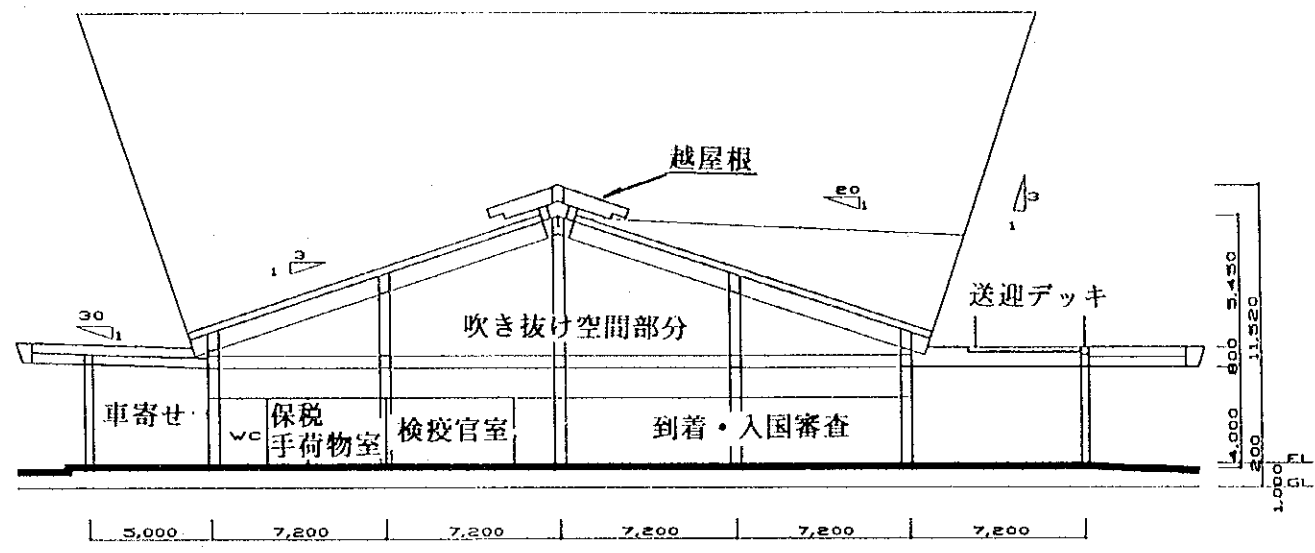 越屋根
20
1
3
1
3
1
送迎デッキ
30
1
吹き抜け空間部分
車寄せ
WC
保税
手荷物室
検疫官室
到着・入国審査
5,450
11,520
800
4,000
200
1,000
FL
GL
5,000
7,200
7,200
7,200
7,200
7,200